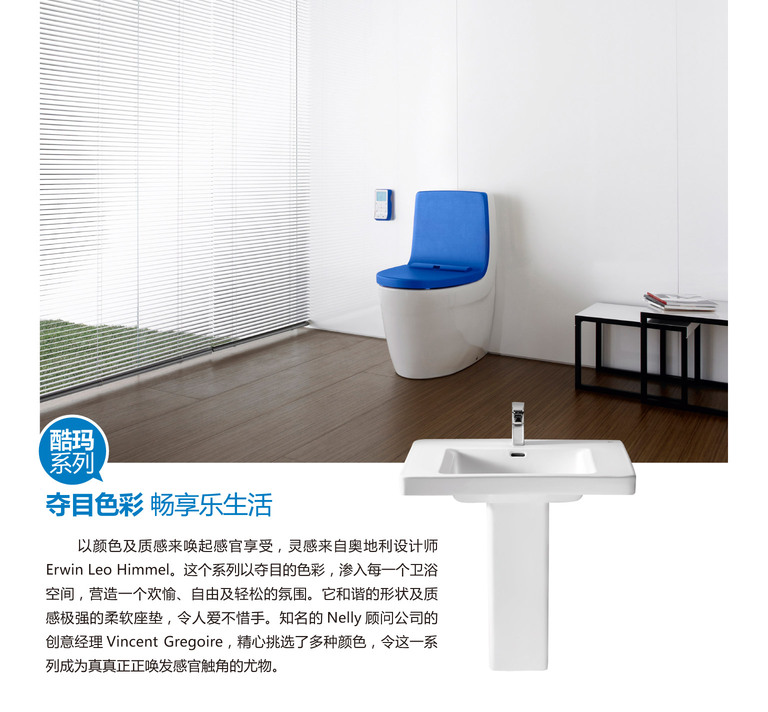 酷玛
系列
夺目色彩 畅享乐生活
以颜色及质感来唤起感官享受，灵感来自奥地利设计师
Erwin Leo Himmel。这个系列以夺目的色彩，渗入每一个卫浴
空间，营造一个欢愉、自由及轻松的氛围。它和谐的形状及质
感极强的柔软座垫，令人爱不惜手。知名的 Nelly 顾问公司的
创意经理 Vincent Gregoire，精心挑选了多种颜色，令这一系
列成为真真正正唤发感官触角的尤物。